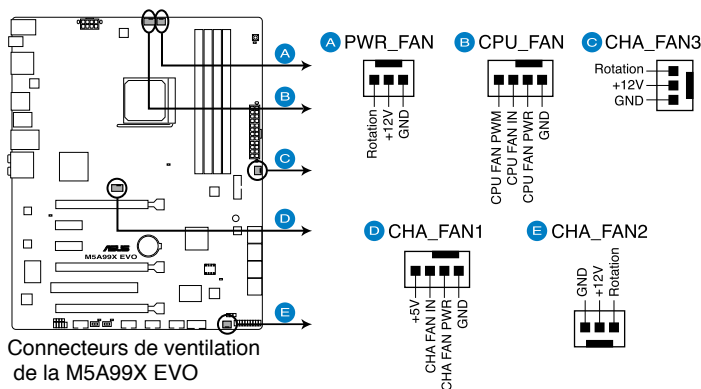 A PWR_FAN
Rotation
+12V
GND
B CPU_FAN
CPU FAN PWM
CPU FAN IN
CPU FAN PWR
GND
C CHA_FAN3
Rotation
+12V
GND
D CHA_FAN1
+5V
CHA FAN IN
CHA FAN PWR
GND
E CHA_FAN2
GND
+12V
Rotation
A
B
C
D
E
ASUS
M5A99X EVO
Connecteurs de ventilation
de la M5A99X EVO